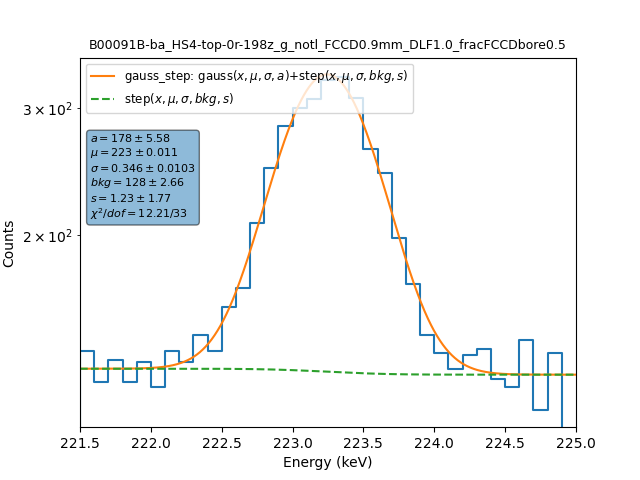 B00091B-ba_HS4-top-0r-198z_g_notl_FCCD0.9mm_DLF1.0_fracFCCDbore0.5
gauss_step: gauss(x, μ, σ, a)+step(x, μ, σ, bkg, s)
step(x, μ, σ, bkg, s)
a = 178 ± 5.58
μ = 223 ± 0.011
σ = 0.346 ± 0.0103
bkg = 128 ± 2.66
s = 1.23 ± 1.77
χ²/dof = 12.21/33
3 × 10²
2 × 10²
Counts
221.5 222.0 222.5 223.0 223.5 224.0 224.5 225.0
Energy (keV)